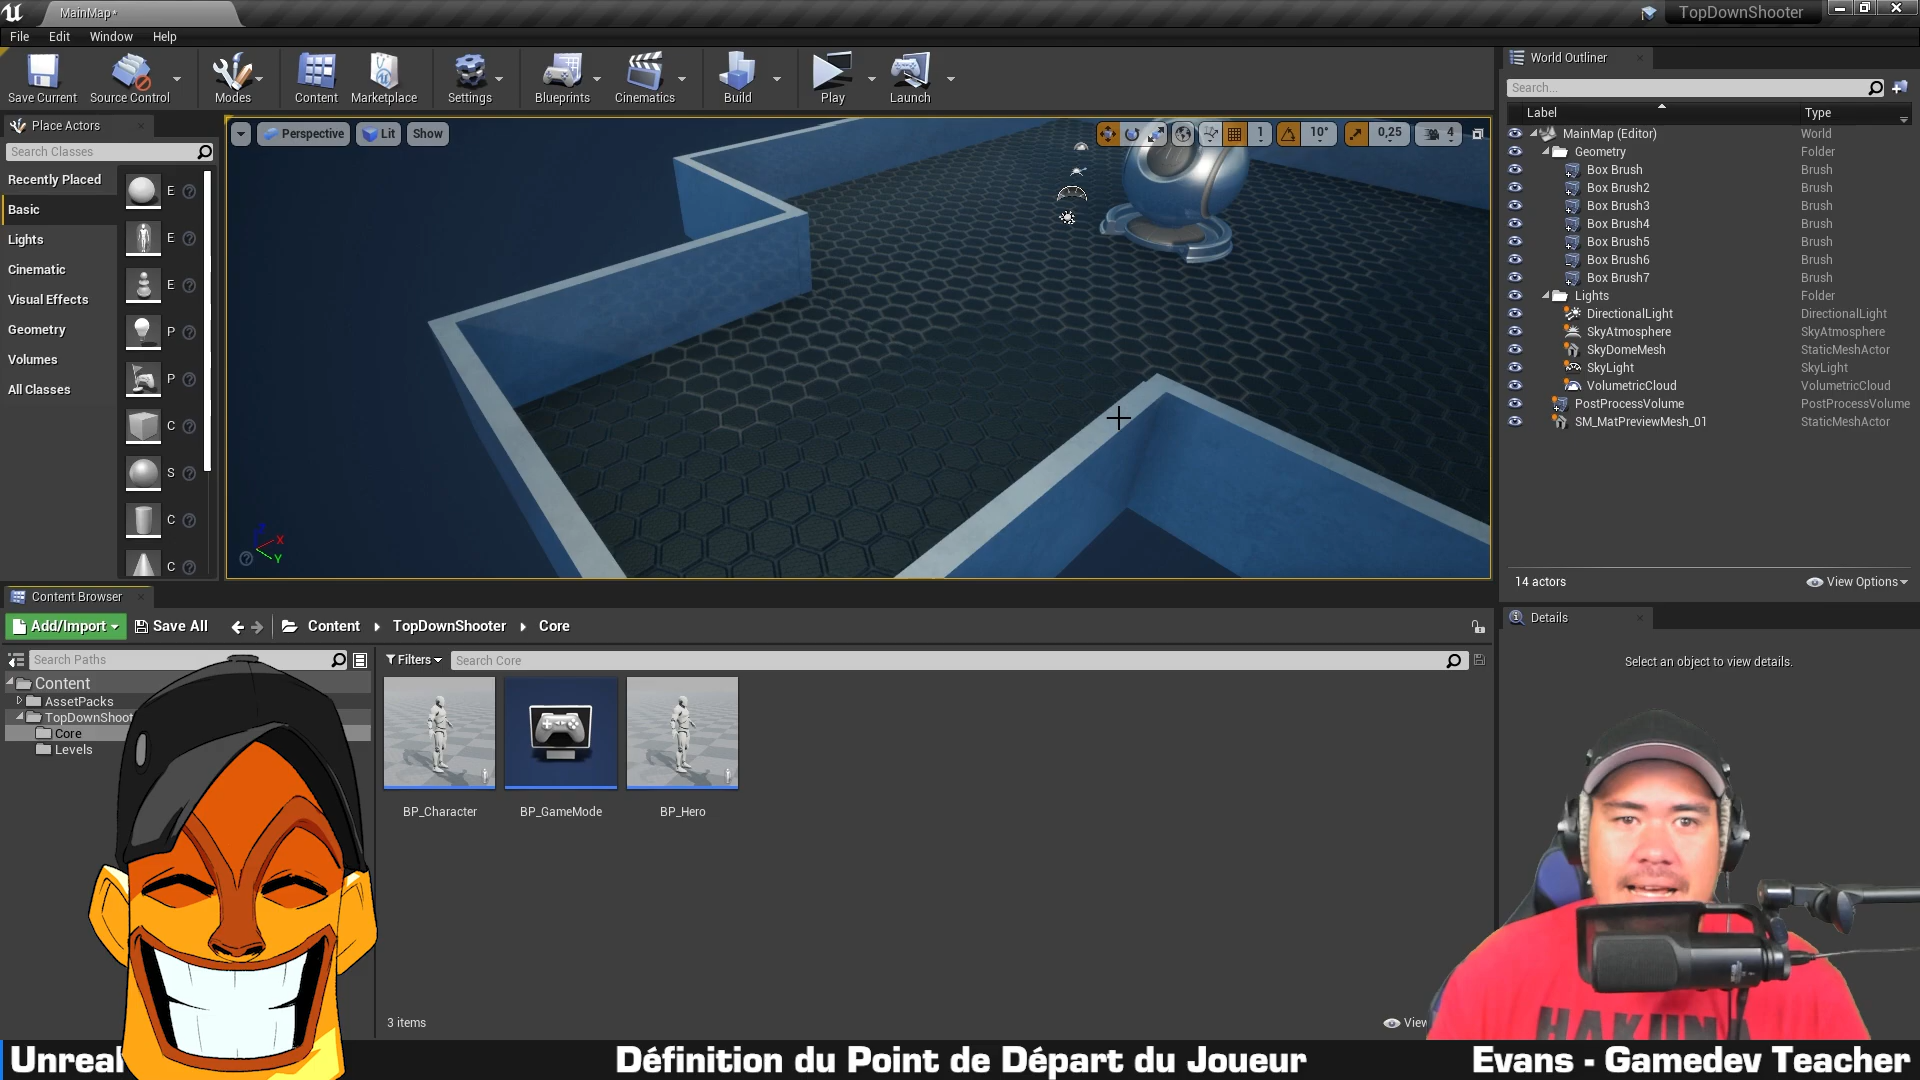 MainMap*
TopDownShooter
File Edit Window Help
Save Current Source Control Modes Content Marketplace Settings Blueprints Cinematics Build Play Launch
Place Actors
Search Classes
Recently Placed
Basic
Lights
Cinematic
Visual Effects
Geometry
Volumes
All Classes
E
E
E
P
P
C
S
C
C
Perspective Lit Show
1 10° 0,25 4
X
Y
World Outliner
Search...
Label Type
MainMap (Editor) World
Geometry Folder
Box Brush Brush
Box Brush2 Brush
Box Brush3 Brush
Box Brush4 Brush
Box Brush5 Brush
Box Brush6 Brush
Box Brush7 Brush
Lights Folder
DirectionalLight DirectionalLight
SkyAtmosphere SkyAtmosphere
SkyDomeMesh StaticMeshActor
SkyLight SkyLight
VolumetricCloud VolumetricCloud
PostProcessVolume PostProcessVolume
SM_MatPreviewMesh_01 StaticMeshActor
14 actors View Options
Details
Select an object to view details.
Content Browser
Add/Import Save All Content TopDownShooter Core
Search Paths
Filters Search Core
Content
AssetPacks
TopDownShoot
Core
Levels
BP_Character BP_GameMode BP_Hero
3 items View
HAKUNA
Unreal Définition du Point de Départ du Joueur Evans - Gamedev Teacher